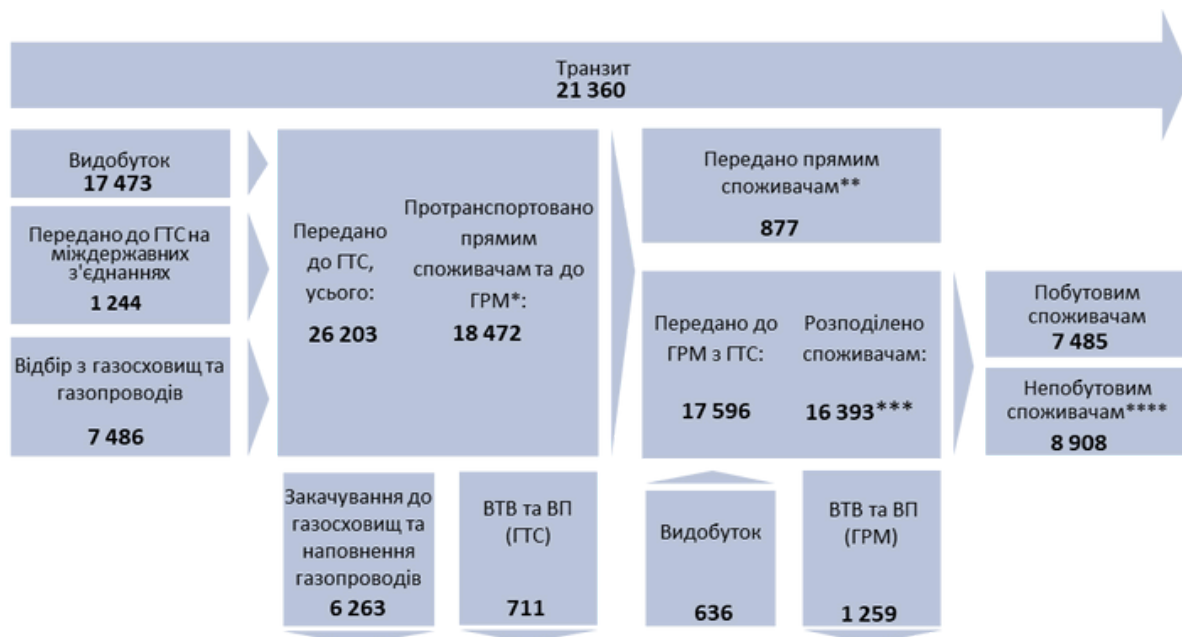 Транзит
21 360
Видобуток
17 473
Передано до ГТС на
міждержавних
з'єднаннях
1 244
Відбір з газосховищ та
газопроводів
7 486
Передано
до ГТС,
усього:
26 203
Протранспортовано
прямим
споживачам та до
ГРМ*:
18 472
Закачування до
газосховищ та
наповнення
газопроводів
6 263
ВТВ та ВП
(ГТС)
711
Передано прямим
споживачам**
877
Передано до
ГРМ з ГТС:
17 596
Розподілено
споживачам:
16 393***
Видобуток
636
ВТВ та ВП
(ГРМ)
1 259
Побутовим
споживачам
7 485
Непобутовим
споживачам****
8 908